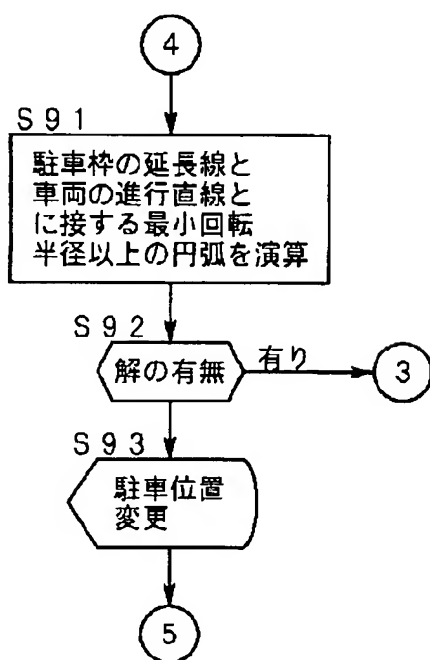 4
S91
駐車枠の延長線と
車両の進行直線と
に接する最小回転
半径以上の円弧を演算
S92
解の有無
有り
3
S93
駐車位置
変更
5